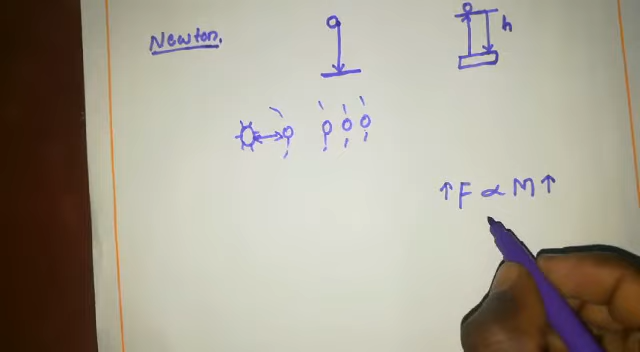 Newton.
h
↑F ∝ M↑